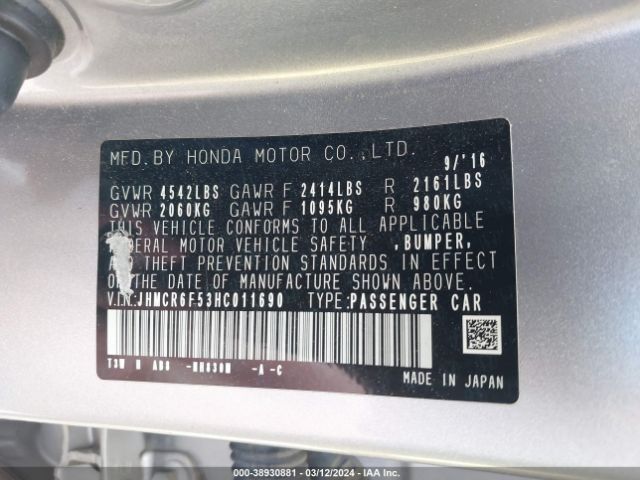 MFD.BY HONDA MOTOR CO.,LTD. 9/'16
GVWR 4542LBS GAWR F 2414LBS R 2161LBS
GVWR 2060KG GAWR F 1095KG R 980KG
THIS VEHICLE CONFORMS TO ALL APPLICABLE
MOTOR VEHICLE SAFETY ,BUMPER,
THEFT PREVENTION STANDARDS IN EFFECT
THE DATE OF MANUFACTURE SHOWN ABOVE.
V.I.N:JHMCR6F53HC011690 TYPE:PASSENGER CAR
A -C
MADE IN JAPAN
000-38930881 - 03/12/2024 - IAA Inc.